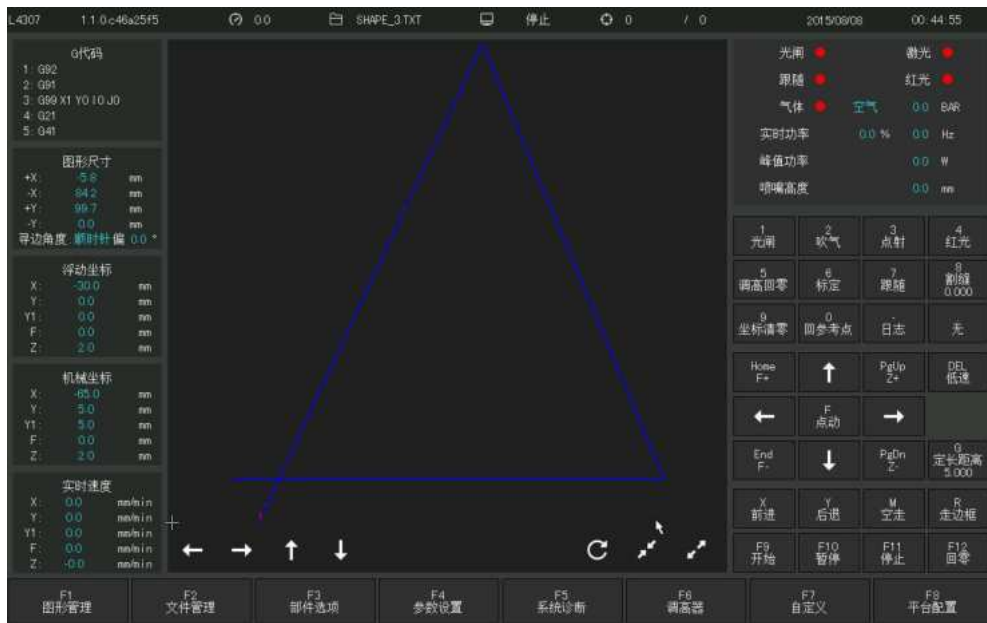 L4307 1.1.0.c46a25f5 0.0 SHAPE_3.TXT 停止 0 / 0 2015/08/08 00:44:55
G代码
1: G92
2: G91
3: G99 X1 Y0 I0 J0
4: G21
5: G41
图形尺寸
+X: -5.8 mm
-X: 84.2 mm
+Y: 99.7 mm
-Y: 0.0 mm
寻边角度:顺时针偏 0.0 °
浮动坐标
X: -30.0 mm
Y: 0.0 mm
Y1: 0.0 mm
F: 0.0 mm
Z: 2.0 mm
机械坐标
X: -65.0 mm
Y: 5.0 mm
Y1: 5.0 mm
F: 0.0 mm
Z: 2.0 mm
实时速度
X: 0.0 mm/min
Y: 0.0 mm/min
Y1: 0.0 mm/min
F: 0.0 mm/min
Z: -0.0 mm/min
光闸 激光
跟随 红光
气体 空气 0.0 BAR
实时功率 0.0 % 0.0 Hz
峰值功率 0.0 W
喷嘴高度 0.0 mm
1 光闸
2 吹气
3 点射
4 红光
5 调高回零
6 标定
7 跟随
8 割缝 0.000
9 坐标清零
0 回参考点
. 日志
无
Home F+
PgUp Z+
DEL 低速
F 点动
End F-
PgDn Z-
G 定长距离 5.000
X 前进
Y 后退
M 空走
R 走边框
F9 开始
F10 暂停
F11 停止
F12 回零
F1 图形管理
F2 文件管理
F3 部件选项
F4 参数设置
F5 系统诊断
F6 调高器
F7 自定义
F8 平台配置